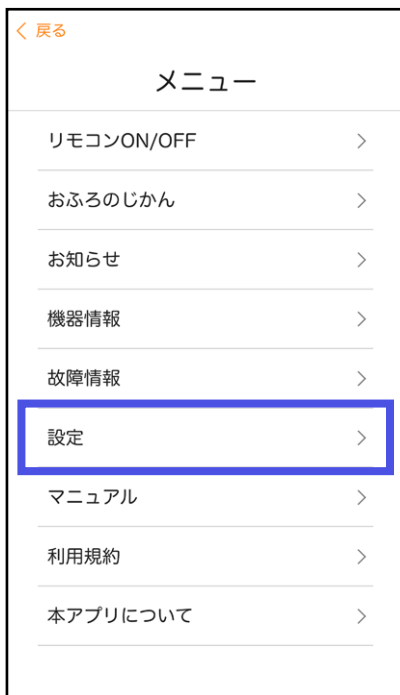 戻る
メニュー
リモコンON/OFF
おふろのじかん
お知らせ
機器情報
故障情報
設定
マニュアル
利用規約
本アプリについて